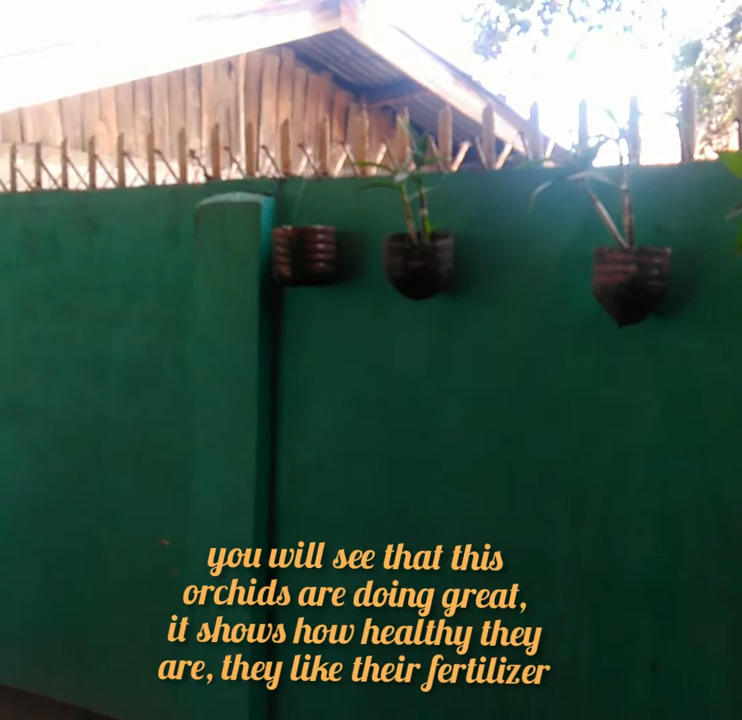 you will see that this
orchids are doing great,
it shows how healthy they
are, they like their fertilizer